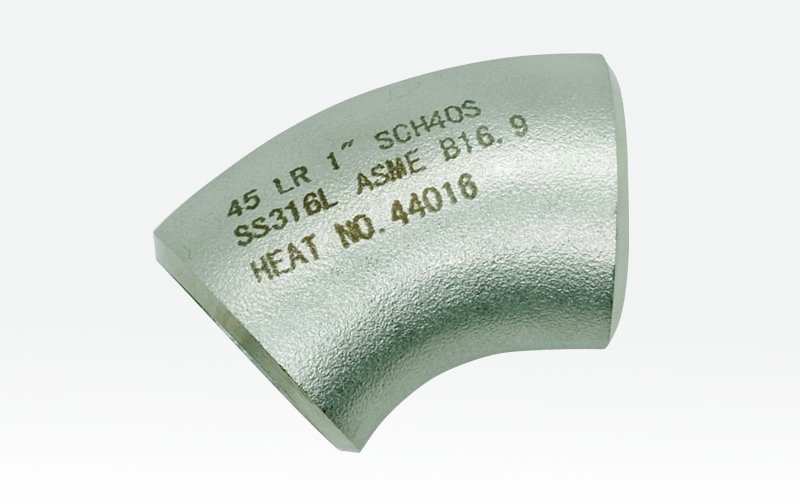 45 LR 1″ SCH40S
SS316L ASME B16.9
HEAT NO.44016